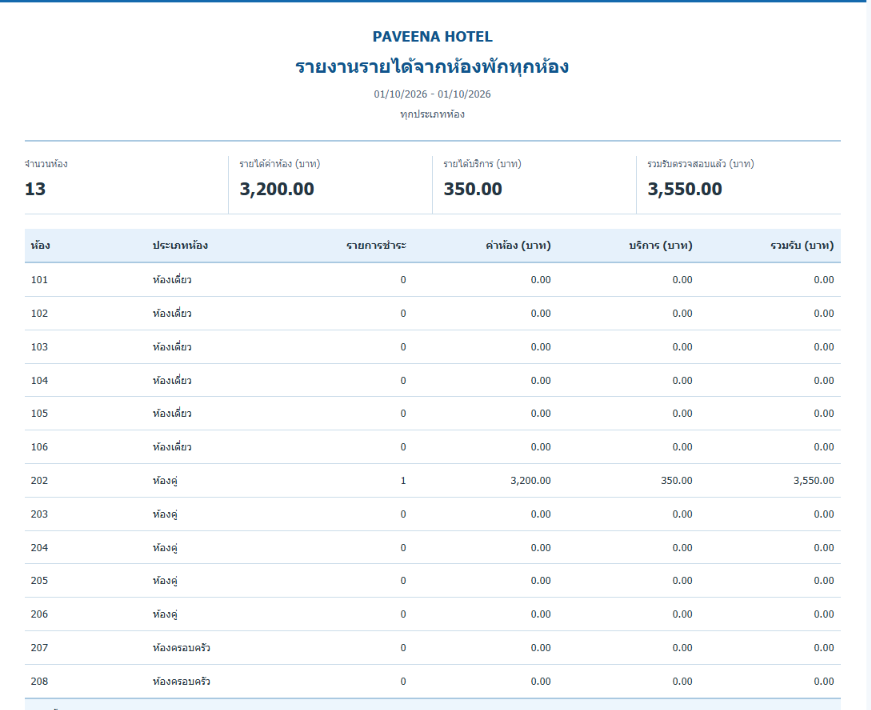 PAVEENA HOTEL
รายงานรายได้จากห้องพักทุกห้อง
01/10/2026 - 01/10/2026
ทุกประเภทห้อง
จำนวนห้อง รายได้ค่าห้อง (บาท) รายได้บริการ (บาท) รวมรับตรวจสอบแล้ว (บาท)
13 3,200.00 350.00 3,550.00
ห้อง ประเภทห้อง รายการชำระ ค่าห้อง (บาท) บริการ (บาท) รวมรับ (บาท)
101 ห้องเดี่ยว 0 0.00 0.00 0.00
102 ห้องเดี่ยว 0 0.00 0.00 0.00
103 ห้องเดี่ยว 0 0.00 0.00 0.00
104 ห้องเดี่ยว 0 0.00 0.00 0.00
105 ห้องเดี่ยว 0 0.00 0.00 0.00
106 ห้องเดี่ยว 0 0.00 0.00 0.00
202 ห้องคู่ 1 3,200.00 350.00 3,550.00
203 ห้องคู่ 0 0.00 0.00 0.00
204 ห้องคู่ 0 0.00 0.00 0.00
205 ห้องคู่ 0 0.00 0.00 0.00
206 ห้องคู่ 0 0.00 0.00 0.00
207 ห้องครอบครัว 0 0.00 0.00 0.00
208 ห้องครอบครัว 0 0.00 0.00 0.00